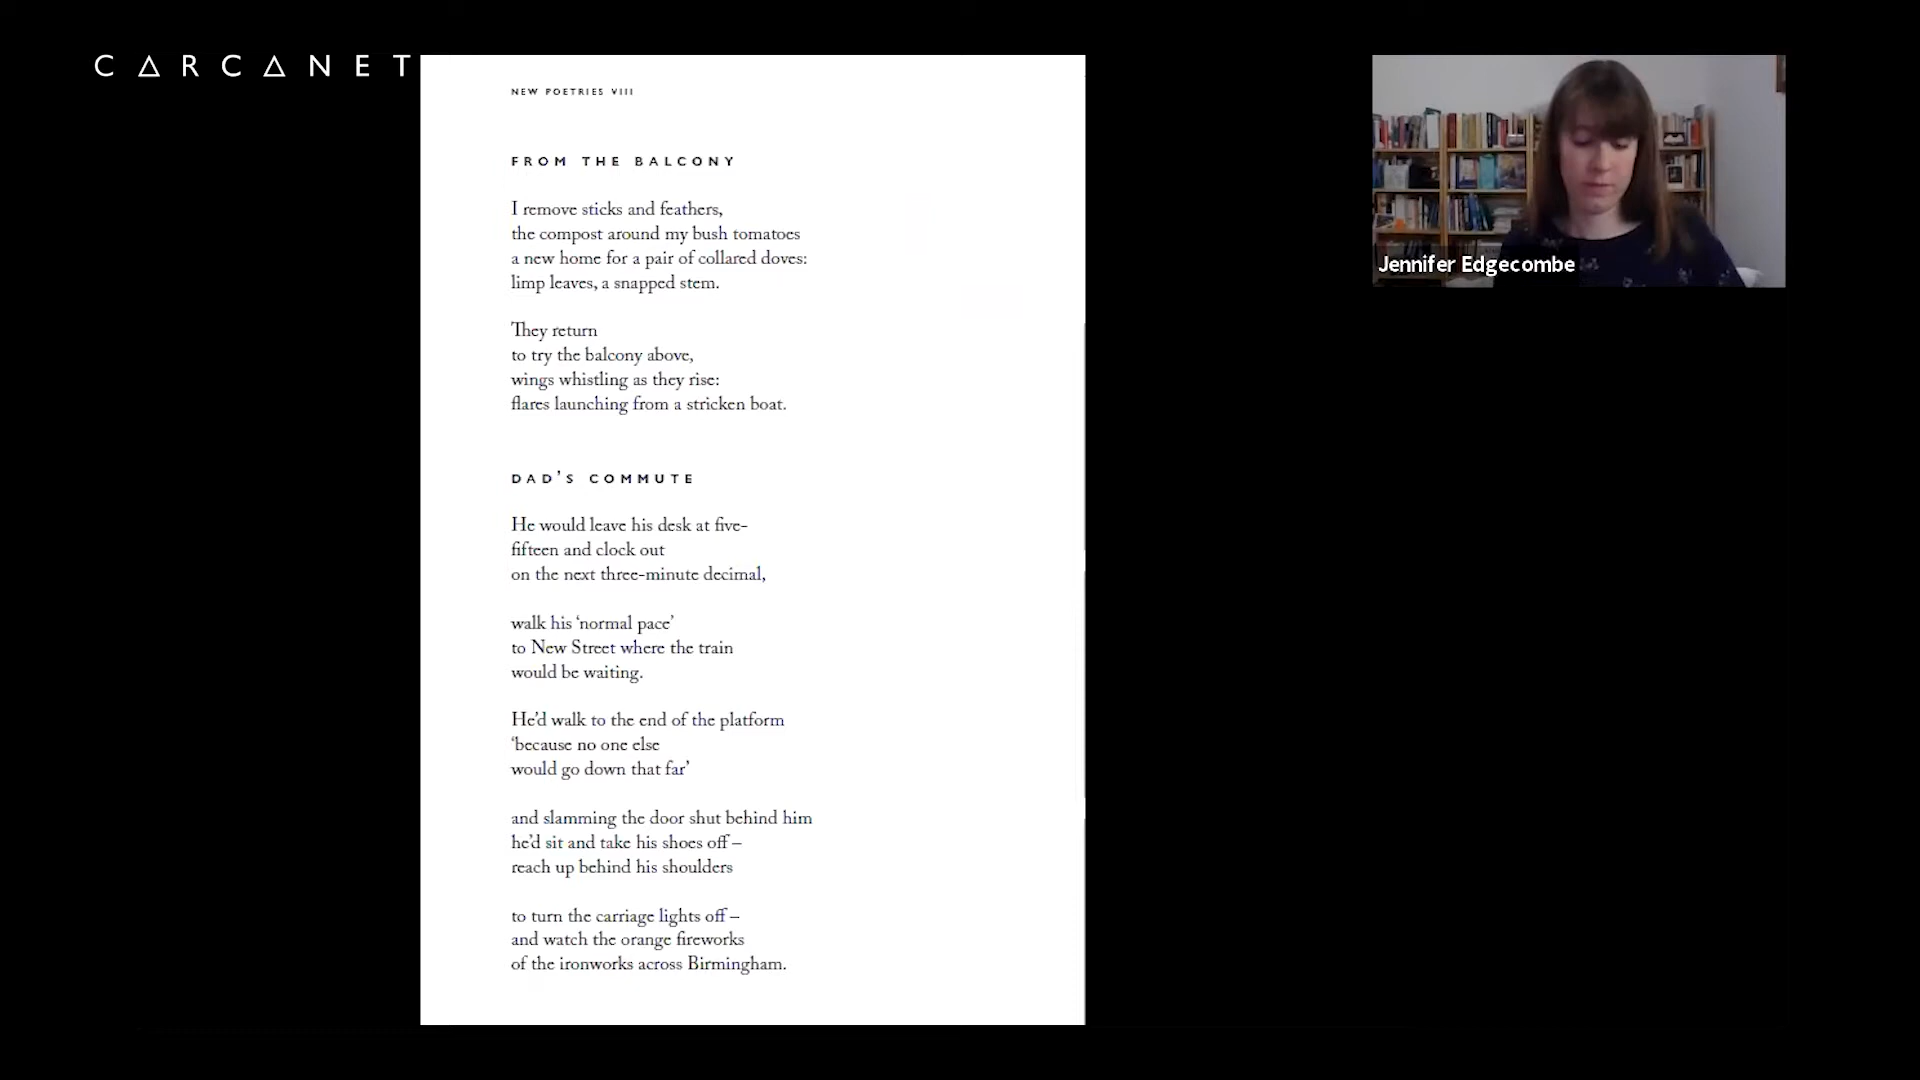 CARCANET
NEW POETRIES VIII
FROM THE BALCONY
I remove sticks and feathers,
the compost around my bush tomatoes
a new home for a pair of collared doves:
limp leaves, a snapped stem.
They return
to try the balcony above,
wings whistling as they rise:
flares launching from a stricken boat.
DAD'S COMMUTE
He would leave his desk at five-
fifteen and clock out
on the next three-minute decimal,
walk his ‘normal pace’
to New Street where the train
would be waiting.
He’d walk to the end of the platform
‘because no one else
would go down that far’
and slamming the door shut behind him
he’d sit and take his shoes off –
reach up behind his shoulders
to turn the carriage lights off –
and watch the orange fireworks
of the ironworks across Birmingham.
Jennifer Edgecombe